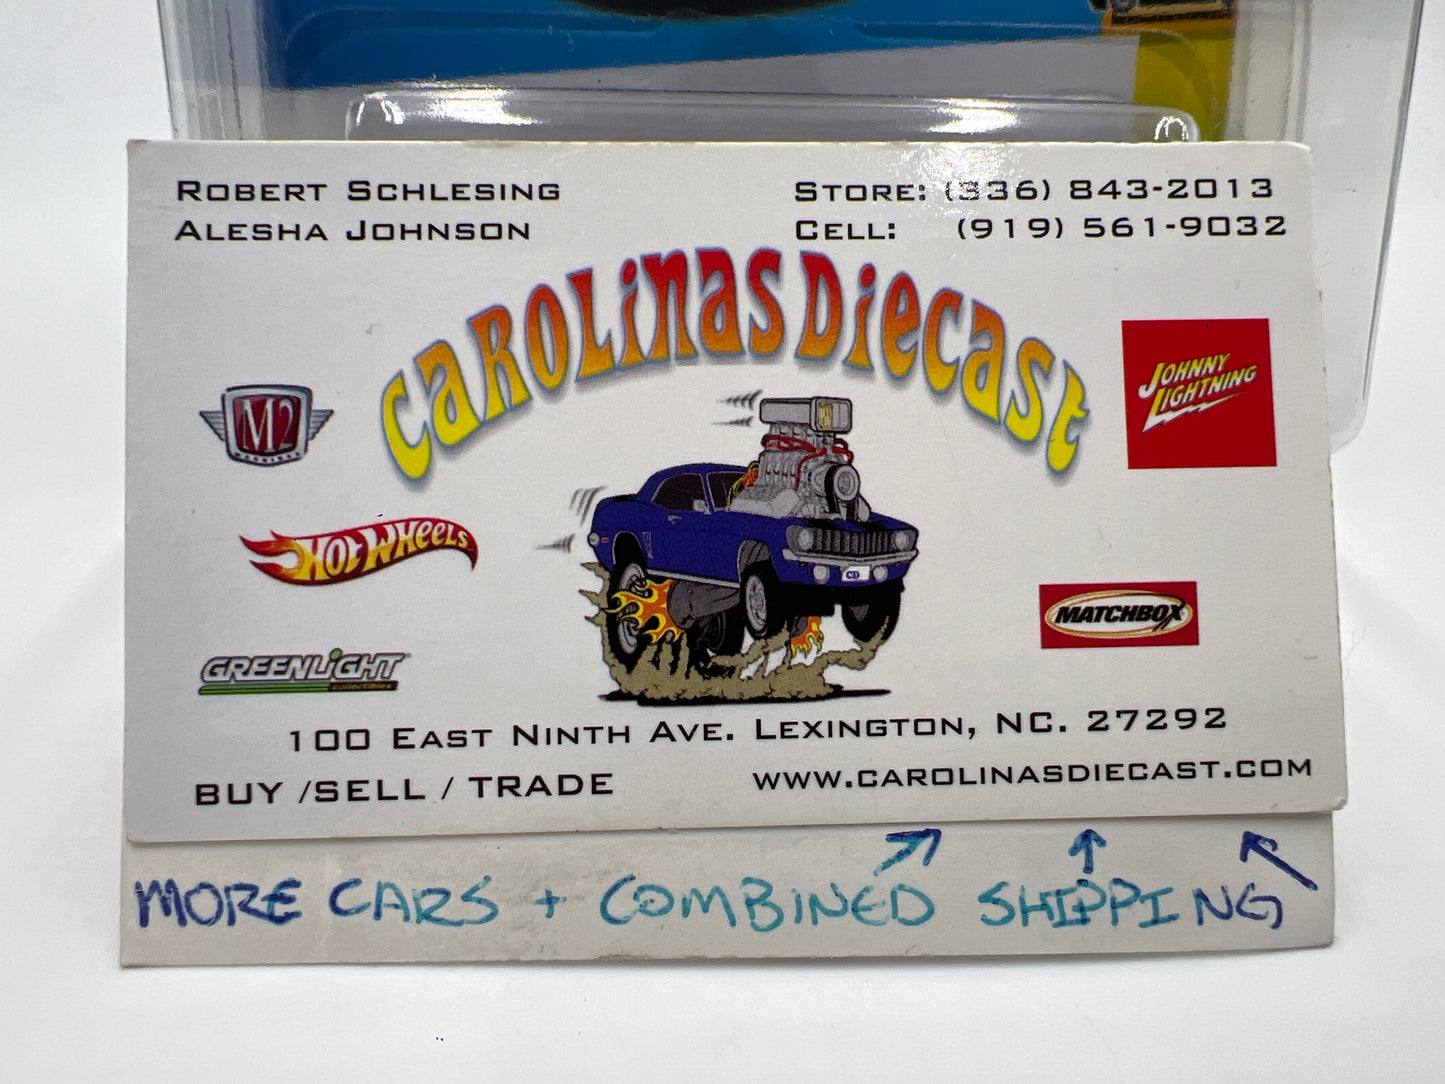 ROBERT SCHLESING
ALESHA JOHNSON
STORE: (336) 843-2013
CELL: (919) 561-9032
CAROLINAS DIECAST
M2
MACHINES
JOHNNY
LIGHTNING
HOT WHEELS
MATCHBOX
GREENLIGHT
collectibles
100 EAST NINTH AVE. LEXINGTON, NC. 27292
BUY /SELL / TRADE
WWW.CAROLINASDIECAST.COM
MORE CARS + COMBINED SHIPPING